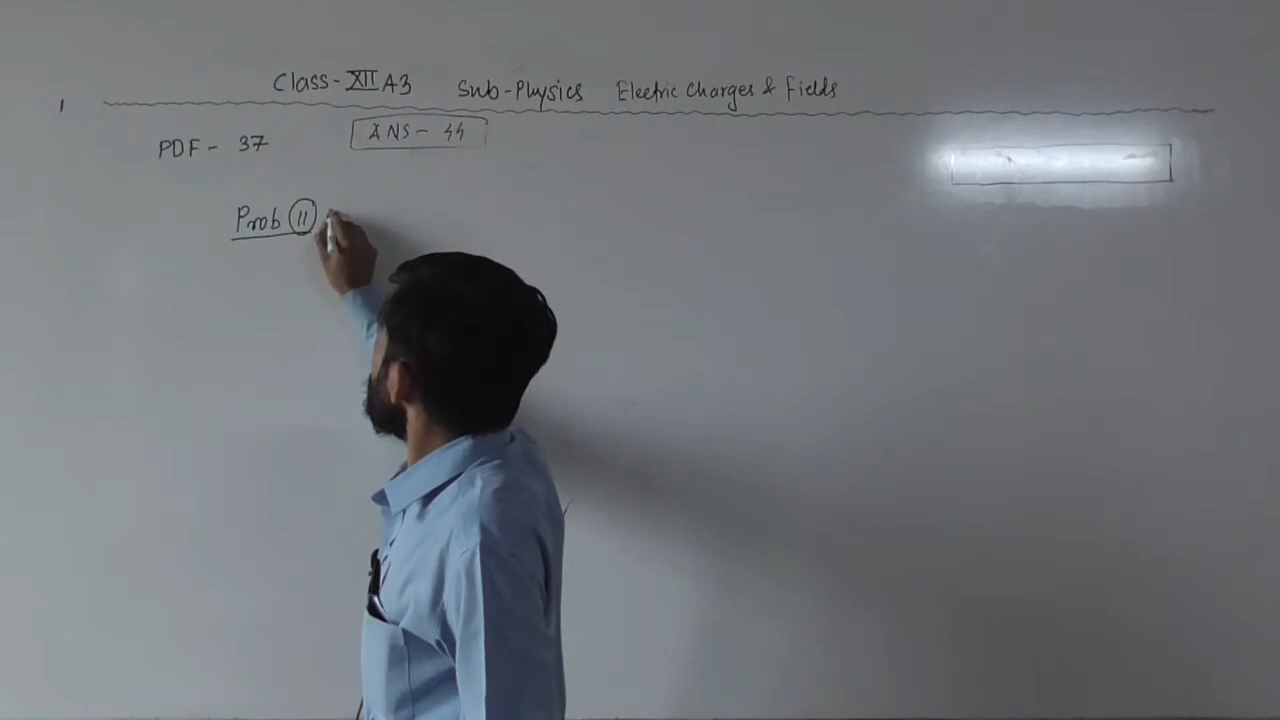 Class-XII A3 Sub-Physics Electric Charges & Fields
PDF - 37
ANS - 44
Prob 11